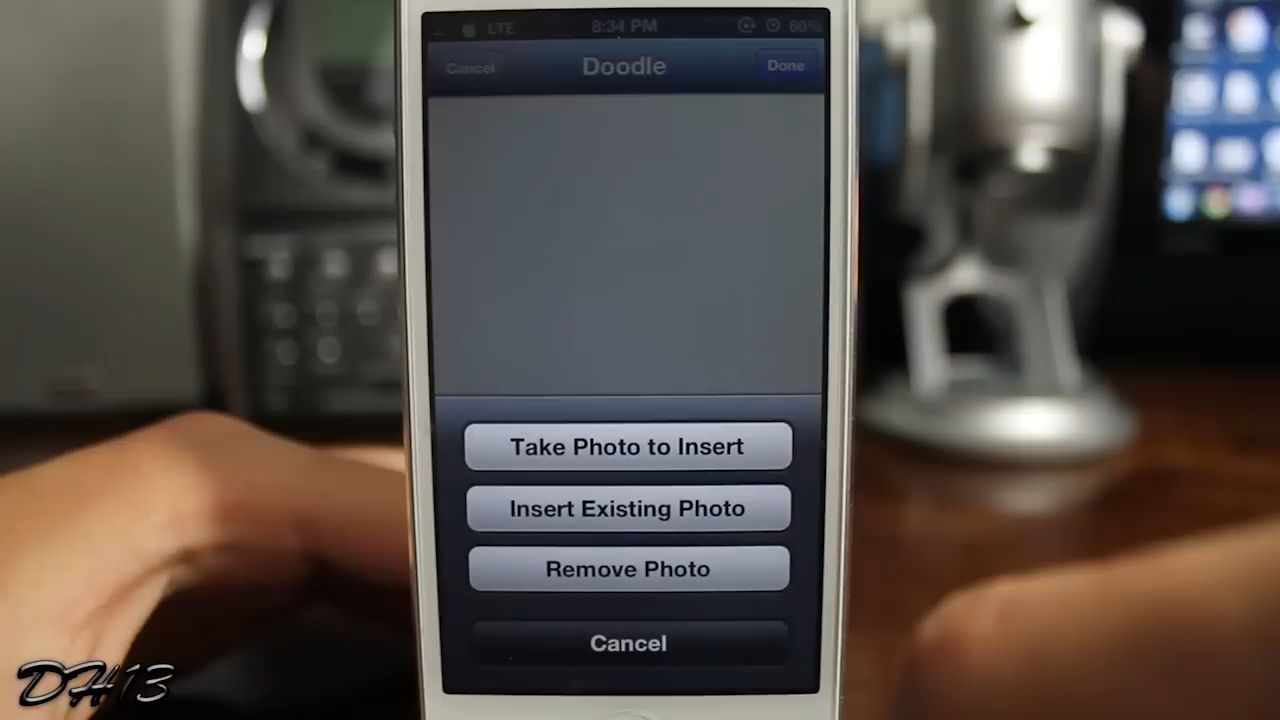 LTE 8:34 PM 60%
Cancel Doodle Done
Take Photo to Insert
Insert Existing Photo
Remove Photo
Cancel
DH13